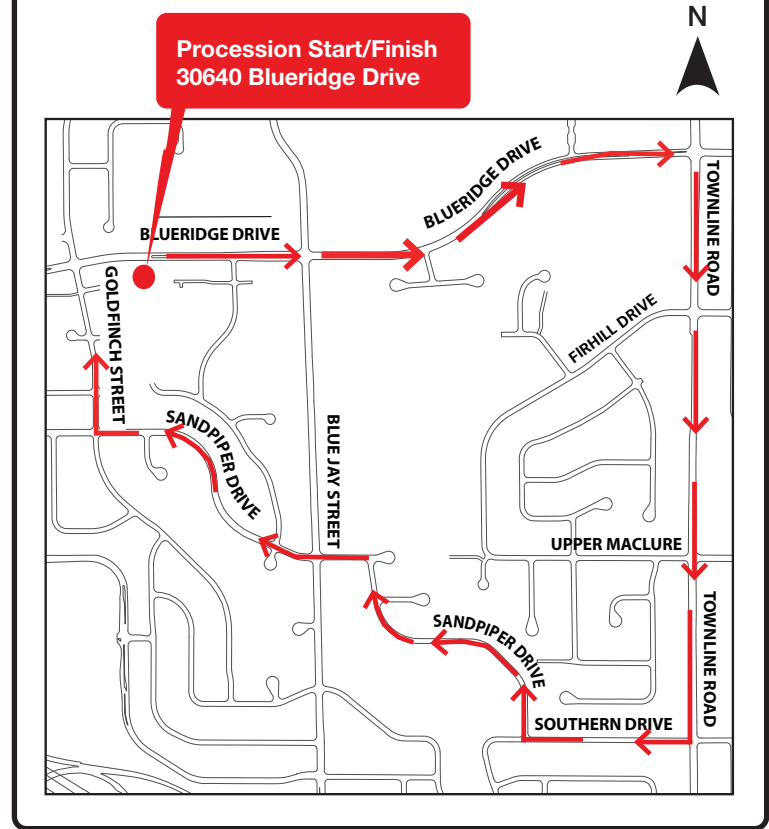 Procession Start/Finish
30640 Blueridge Drive
N
BLUERIDGE DRIVE
BLUERIDGE DRIVE
TOWNLINE ROAD
GOLDFINCH STREET
FIRHILL DRIVE
SANDPIPER DRIVE
BLUE JAY STREET
UPPER MACLURE
TOWNLINE ROAD
SANDPIPER DRIVE
SOUTHERN DRIVE